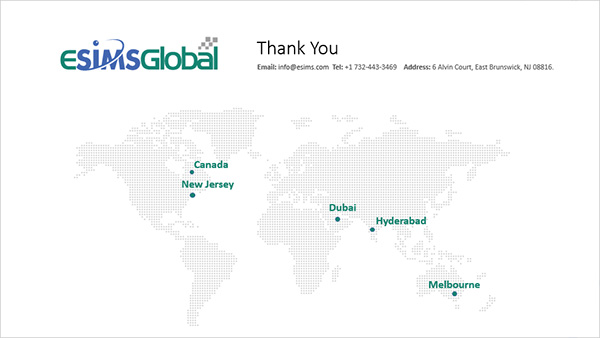 ESiMSGlobal
Thank You
Email: info@esims.com Tel: +1 732-443-3469 Address: 6 Alvin Court, East Brunswick, NJ 08816.
Canada
New Jersey
Dubai
Hyderabad
Melbourne